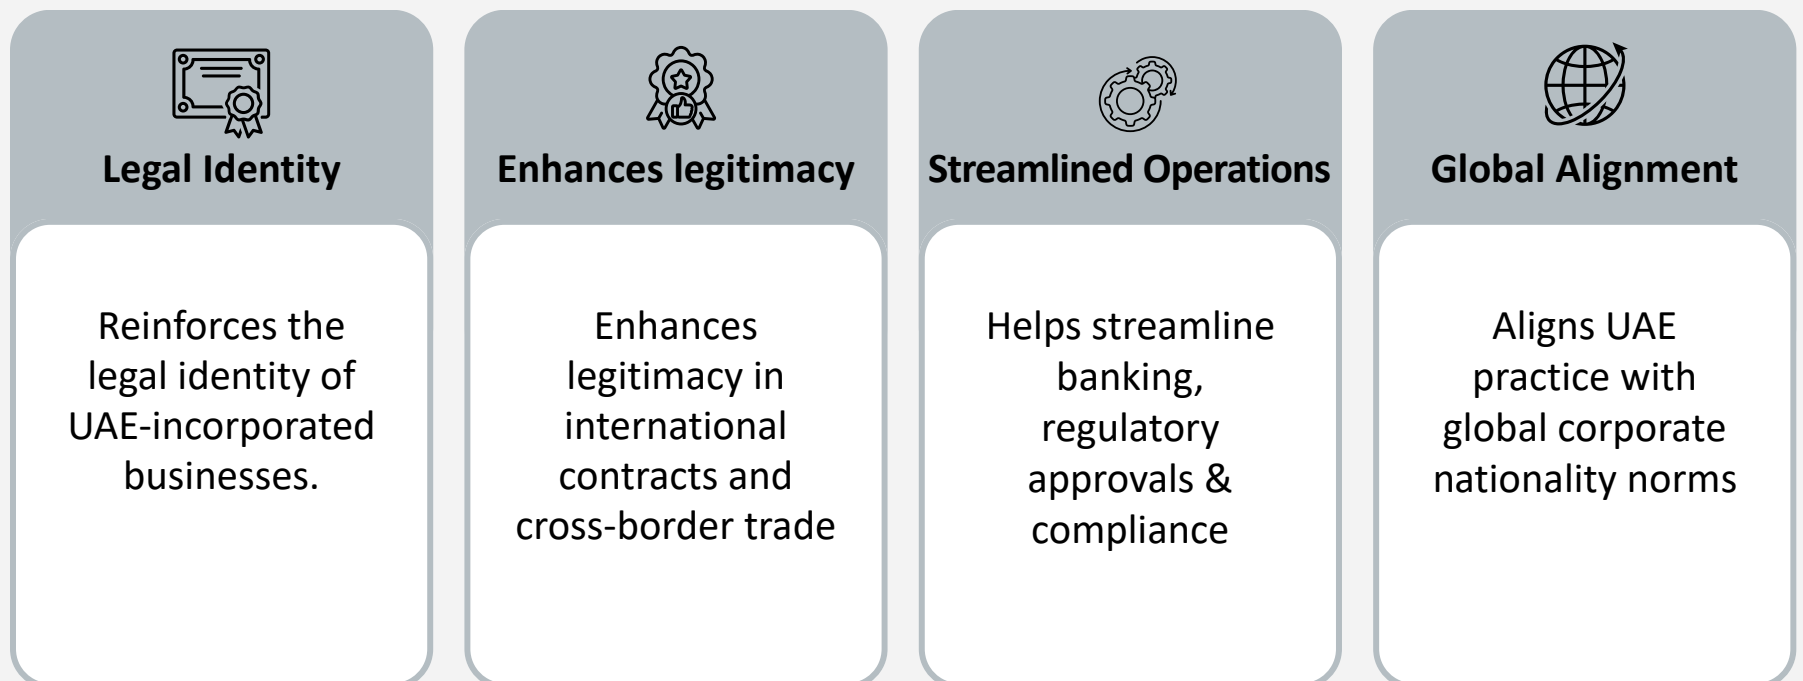 Legal Identity
Reinforces the
legal identity of
UAE-incorporated
businesses.
Enhances legitimacy
Enhances
legitimacy in
international
contracts and
cross-border trade
Streamlined Operations
Helps streamline
banking,
regulatory
approvals &
compliance
Global Alignment
Aligns UAE
practice with
global corporate
nationality norms